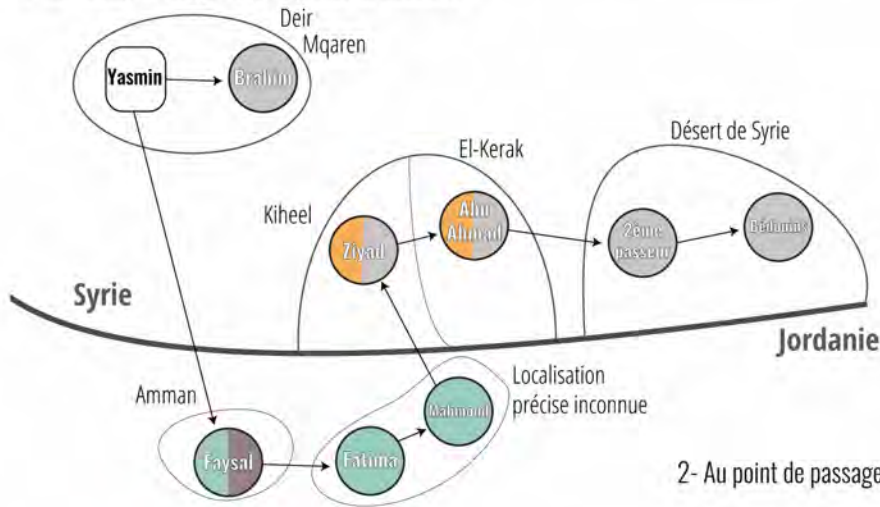 Deir
Mqaren
Yasmin
Brahim
Désert de Syrie
El-Kerak
Kiheel
Abu
Ahmad
Ziyad
2ème
passeur
Bédouins
Syrie
Jordanie
Amman
Localisation
précise inconnue
Mahmoud
Faysal
Fatima
2- Au point de passage